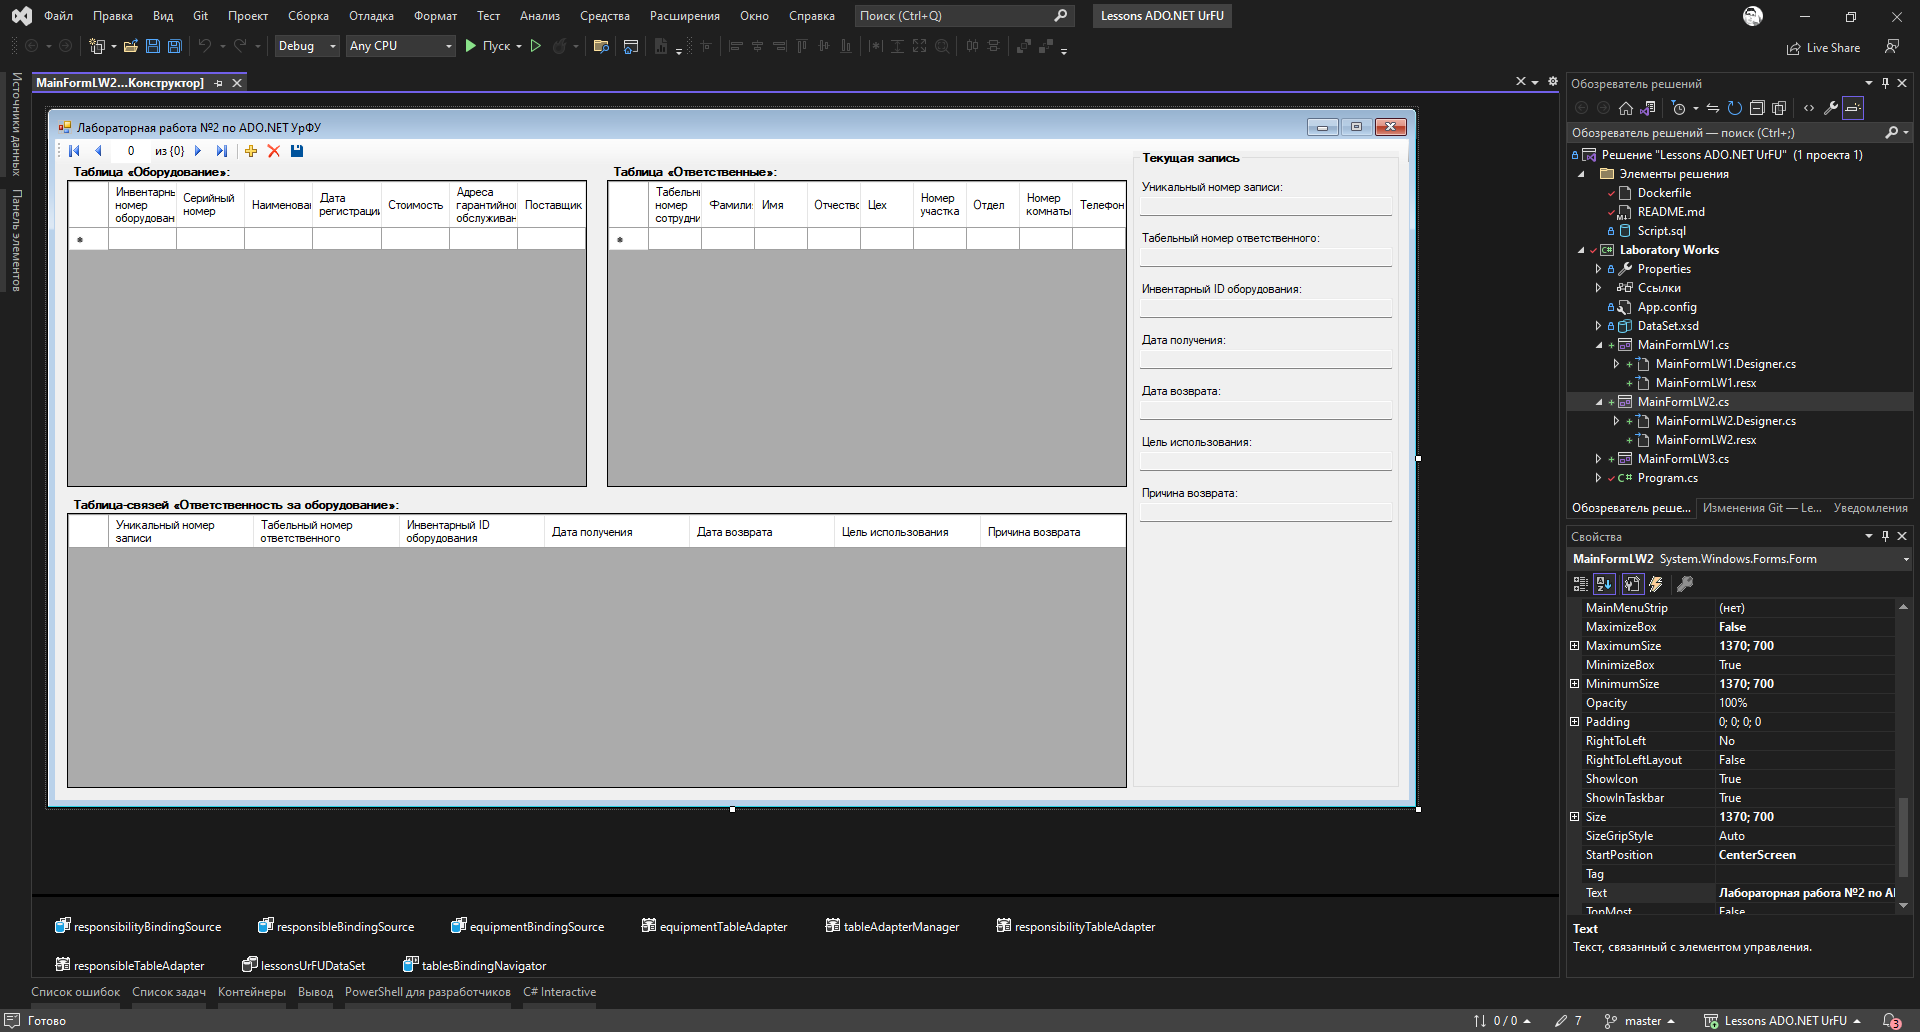 Файл Правка Вид Git Проект Сборка Отладка Формат Тест Анализ Средства Расширения Окно Справка Поиск (Ctrl+Q) Lessons ADO.NET UrFU
Debug Any CPU Пуск Live Share
Источники данных
Панель элементов
MainFormLW2...Конструктор]
Лабораторная работа №2 по ADO.NET УрФУ
0 из {0}
Таблица «Оборудование»:
Инвентарнь номер оборудован
Серийный номер
Наименован
Дата регистрации
Стоимость
Адреса гарантийног обслуживан
Поставщик
Таблица «Ответственные»:
Табельнь номер сотрудни
Фамилия
Имя
Отчество
Цех
Номер участка
Отдел
Номер комнаты
Телефон
Таблица-связей «Ответственность за оборудование»:
Уникальный номер записи
Табельный номер ответственного
Инвентарный ID оборудования
Дата получения
Дата возврата
Цель использования
Причина возврата
Текущая запись
Уникальный номер записи:
Табельный номер ответственного:
Инвентарный ID оборудования:
Дата получения:
Дата возврата:
Цель использования:
Причина возврата:
responsibilityBindingSource responsibleBindingSource equipmentBindingSource equipmentTableAdapter tableAdapterManager responsibilityTableAdapter
responsibleTableAdapter lessonsUrFUDataSet tablesBindingNavigator
Список ошибок Список задач Контейнеры Вывод PowerShell для разработчиков C# Interactive
Обозреватель решений
Обозреватель решений — поиск (Ctrl+;)
Решение "Lessons ADO.NET UrFU" (1 проекта 1)
Элементы решения
Dockerfile
README.md
Script.sql
Laboratory Works
Properties
Ссылки
App.config
DataSet.xsd
MainFormLW1.cs
MainFormLW1.Designer.cs
MainFormLW1.resx
MainFormLW2.cs
MainFormLW2.Designer.cs
MainFormLW2.resx
MainFormLW3.cs
Program.cs
Обозреватель реше... Изменения Git — Le... Уведомления
Свойства
MainFormLW2 System.Windows.Forms.Form
MainMenuStrip (нет)
MaximizeBox False
MaximumSize 1370; 700
MinimizeBox True
MinimumSize 1370; 700
Opacity 100%
Padding 0; 0; 0; 0
RightToLeft No
RightToLeftLayout False
ShowIcon True
ShowInTaskbar True
Size 1370; 700
SizeGripStyle Auto
StartPosition CenterScreen
Tag
Text Лабораторная работа №2 по AI
TopMost False
Text
Текст, связанный с элементом управления.
Готово 0 / 0 7 master Lessons ADO.NET UrFU 3